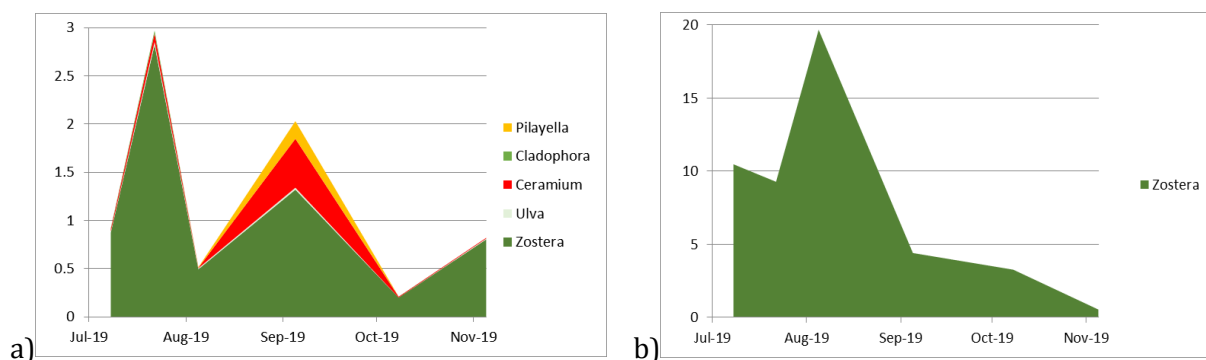 3
2.5
2
1.5
1
0.5
0
Jul-19 Aug-19 Sep-19 Oct-19 Nov-19
Pilayella
Cladophora
Ceramium
Ulva
Zostera
a)
20
15
10
5
0
Jul-19 Aug-19 Sep-19 Oct-19 Nov-19
Zostera
b)